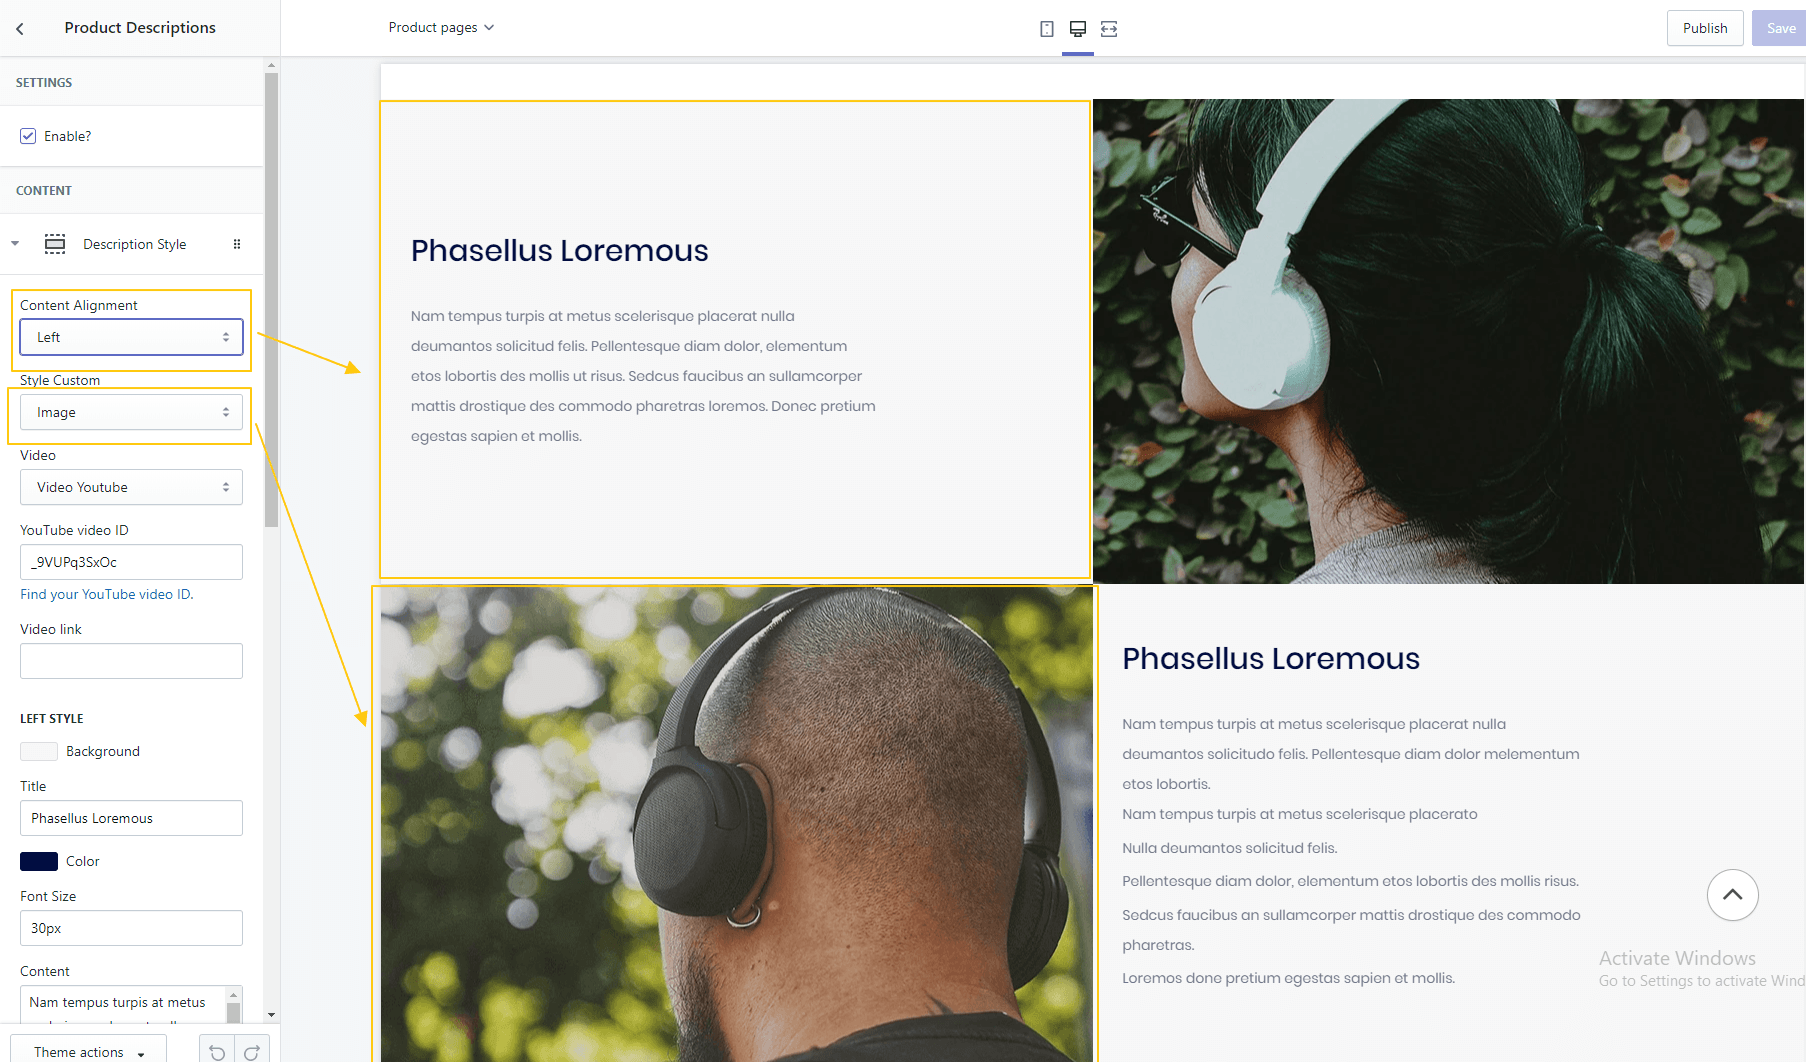 Product Descriptions
Product pages
Publish
Save
SETTINGS
Enable?
CONTENT
Description Style
Content Alignment
Left
Style Custom
Image
Video
Video Youtube
YouTube video ID
_9VUPq3SxOc
Find your YouTube video ID.
Video link
LEFT STYLE
Background
Title
Phasellus Loremous
Color
Font Size
30px
Content
Nam tempus turpis at metus
Theme actions
Phasellus Loremous
Nam tempus turpis at metus scelerisque placerat nulla
deumantos solicitud felis. Pellentesque diam dolor, elementum
etos lobortis des mollis ut risus. Sedcus faucibus an sullamcorper
mattis drostique des commodo pharetras loremos. Donec pretium
egestas sapien et mollis.
Phasellus Loremous
Nam tempus turpis at metus scelerisque placerat nulla
deumantos solicitudo felis. Pellentesque diam dolor melementum
etos lobortis.
Nam tempus turpis at metus scelerisque placerato
Nulla deumantos solicitud felis.
Pellentesque diam dolor, elementum etos lobortis des mollis risus.
Sedcus faucibus an sullamcorper mattis drostique des commodo
pharetras.
Loremos done pretium egestas sapien et mollis.
Activate Windows
Go to Settings to activate Wind